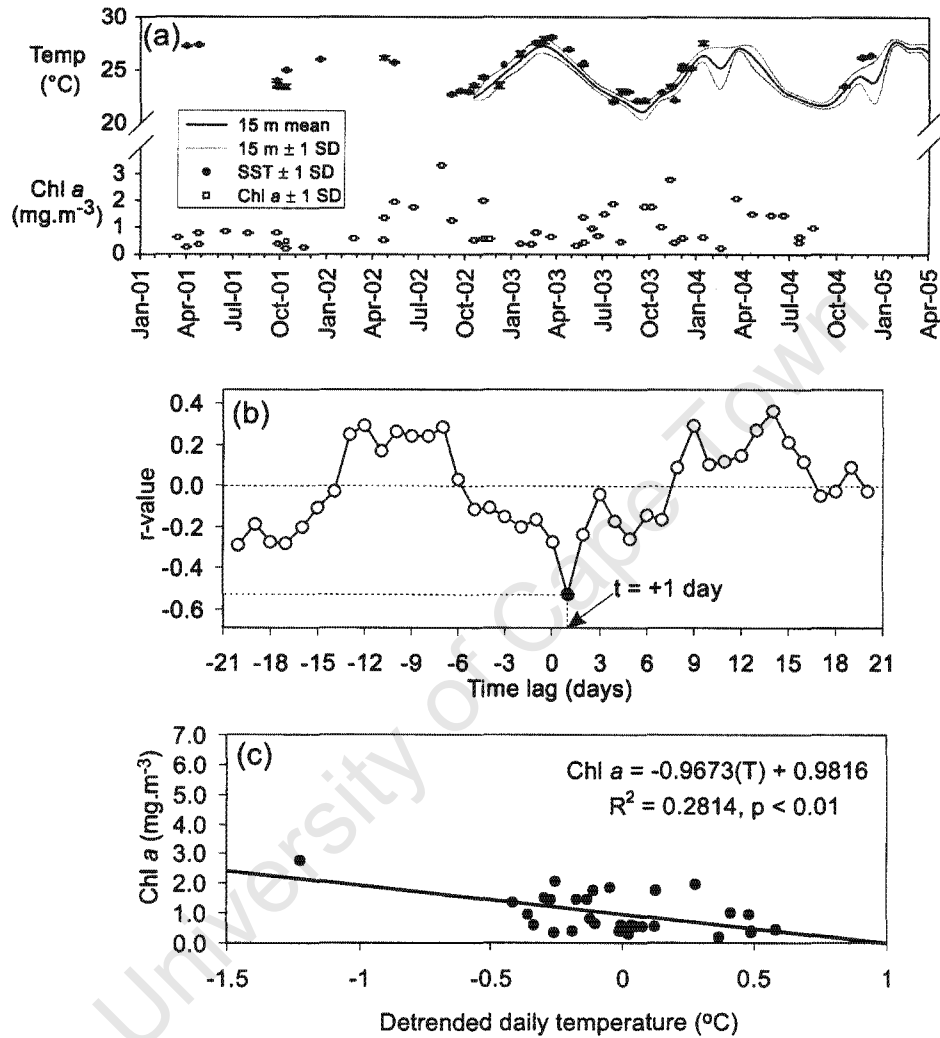 (a)
30
25
20
Temp
(°C)
15 m mean
15 m ± 1 SD
SST ± 1 SD
Chl a ± 1 SD
3
2
1
0
Chl a
(mg.m-3)
Jan-01 Apr-01 Jul-01 Oct-01 Jan-02 Apr-02 Jul-02 Oct-02 Jan-03 Apr-03 Jul-03 Oct-03 Jan-04 Apr-04 Jul-04 Oct-04 Jan-05 Apr-05
(b)
0.4
0.2
0.0
-0.2
-0.4
-0.6
r-value
t = +1 day
-21 -18 -15 -12 -9 -6 -3 0 3 6 9 12 15 18 21
Time lag (days)
(c)
7.0
6.0
5.0
4.0
3.0
2.0
1.0
0.0
Chl a (mg.m-3)
Chl a = -0.9673(T) + 0.9816
R2 = 0.2814, p < 0.01
-1.5 -1 -0.5 0 0.5 1
Detrended daily temperature (ºC)
University of Cape Town